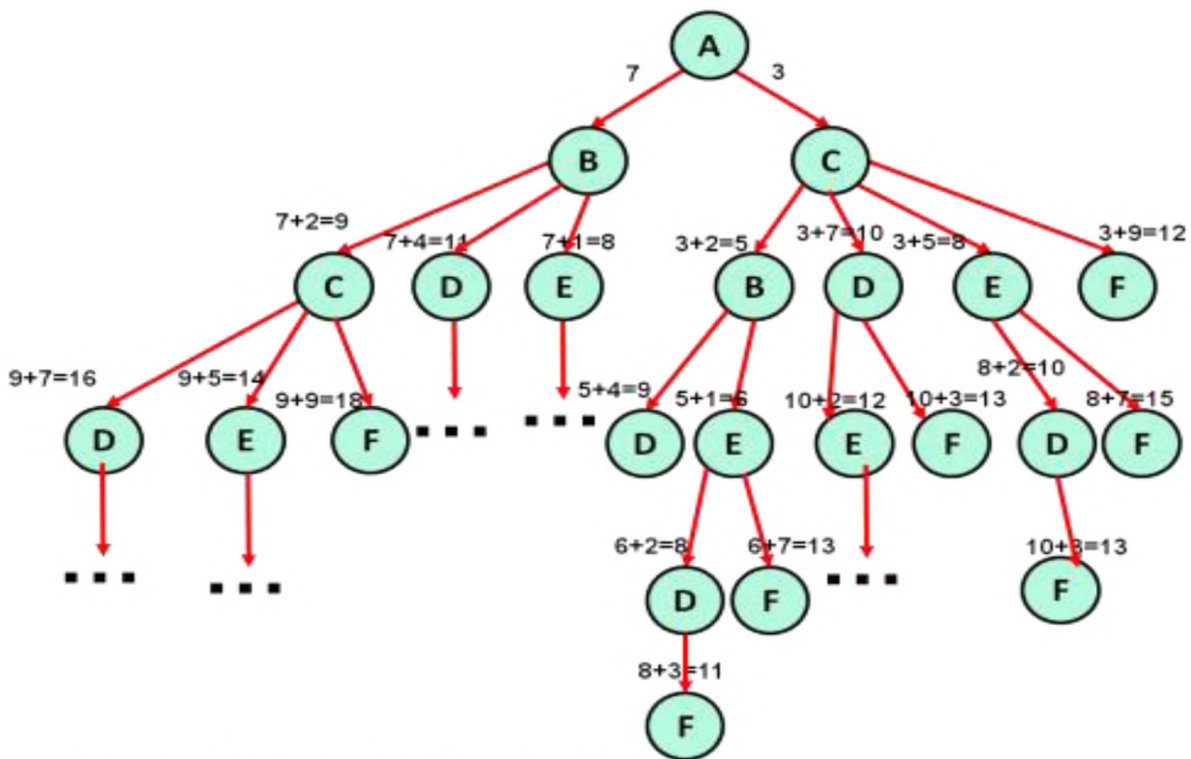 A
7 3
B C
7+2=9 7+4=11 7+1=8 3+2=5 3+7=10 3+5=8 3+9=12
C D E B D E F
9+7=16 9+5=14 9+9=18 5+4=9 5+1=6 10+2=12 10+3=13 8+2=10 8+7=15
D E F D E E F D F
6+2=8 6+7=13 10+3=13
D F F
8+3=11
F